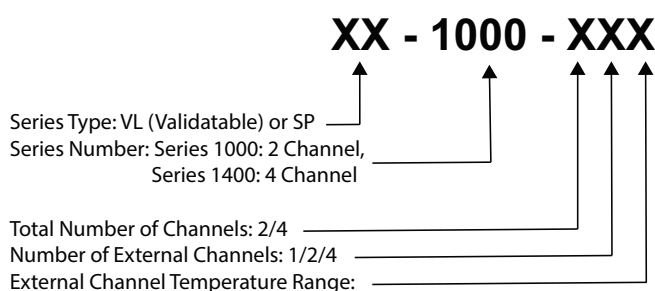 XX - 1000 - XXX
Series Type: VL (Validatable) or SP
Series Number: Series 1000: 2 Channel,
Series 1400: 4 Channel
Total Number of Channels: 2/4
Number of External Channels: 1/2/4
External Channel Temperature Range: